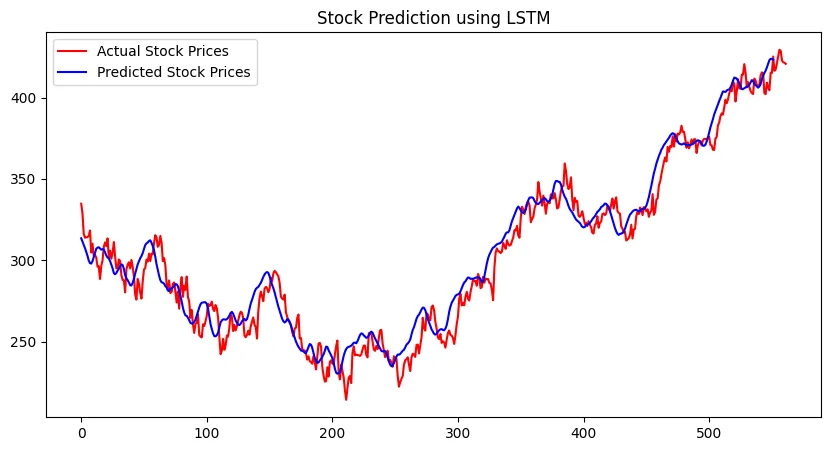 Stock Prediction using LSTM
Actual Stock Prices
Predicted Stock Prices
400
350
300
250
0 100 200 300 400 500